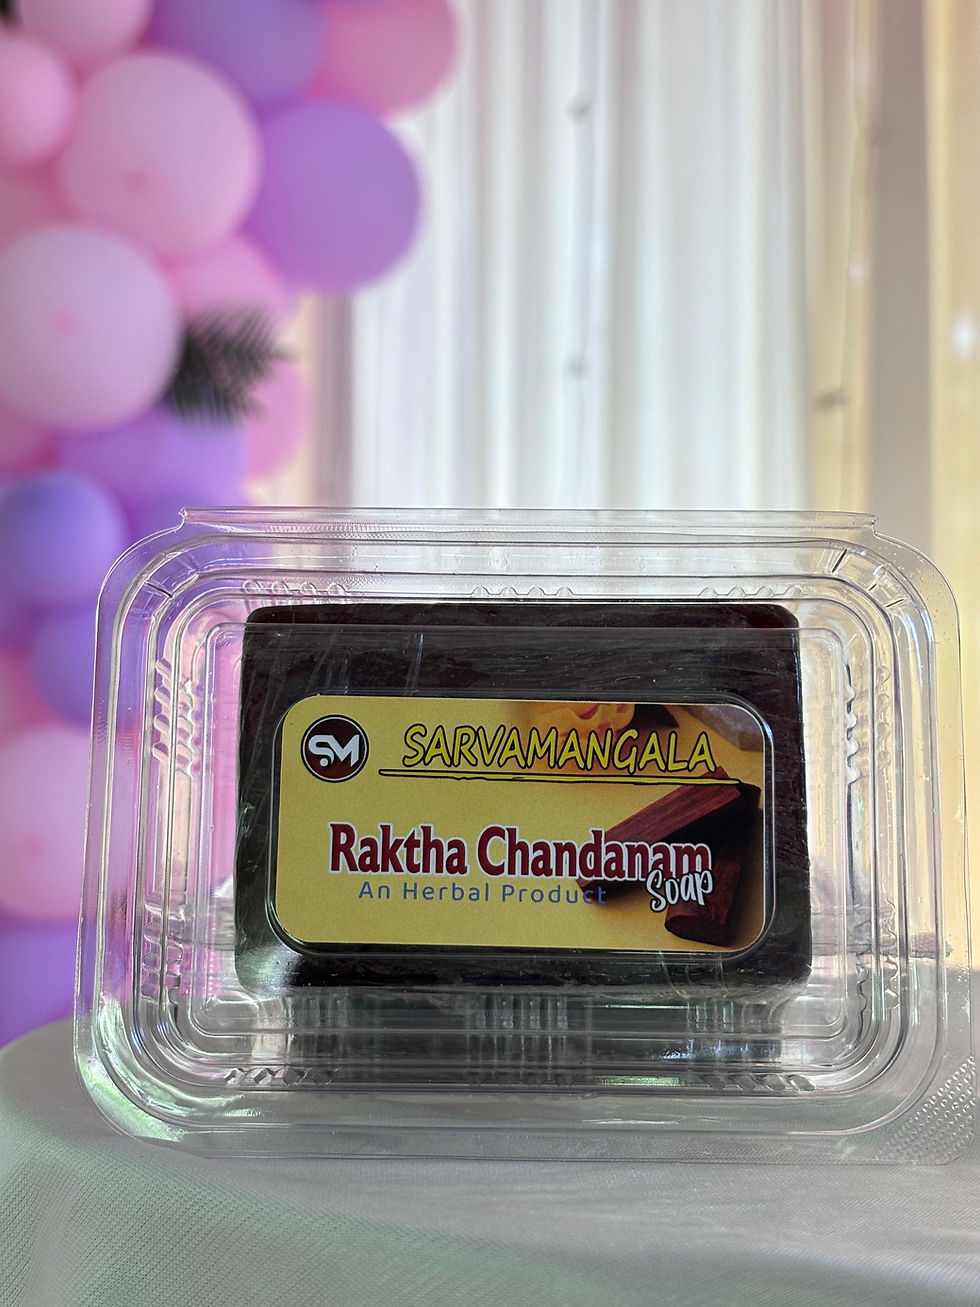 SM SARVAMANGALA
Raktha Chandanam
Soap
An Herbal Product